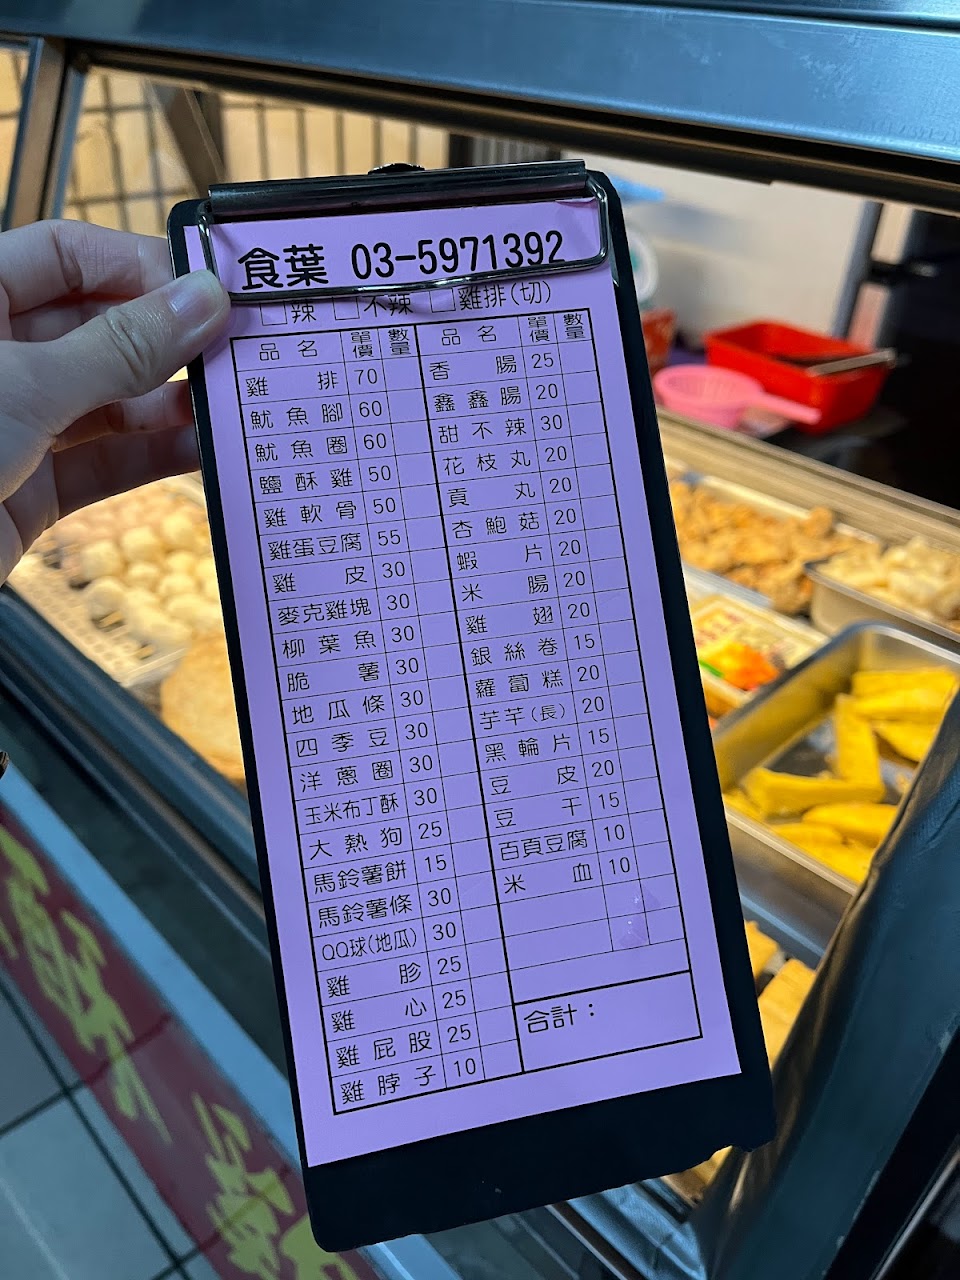 食葉 03-5971392
□辣 □不辣 □雞排(切)
品名 單價 數量
雞排 70
魷魚腳 60
魷魚圈 60
鹽酥雞 50
雞軟骨 50
雞蛋豆腐 55
雞皮 30
麥克雞塊 30
柳葉魚 30
脆薯 30
地瓜條 30
四季豆 30
洋蔥圈 30
玉米布丁酥 30
大熱狗 25
馬鈴薯餅 15
馬鈴薯條 30
QQ球(地瓜) 30
雞胗 25
雞心 25
雞屁股 25
雞脖子 10
品名 單價 數量
香腸 25
鑫鑫腸 20
甜不辣 30
花枝丸 20
貢丸 20
杏鮑菇 20
蝦片 20
米腸 20
雞翅 20
銀絲卷 15
蘿蔔糕 20
芋芊(長) 20
黑輪片 15
豆皮 20
豆干 15
百頁豆腐 10
米血 10
合計：